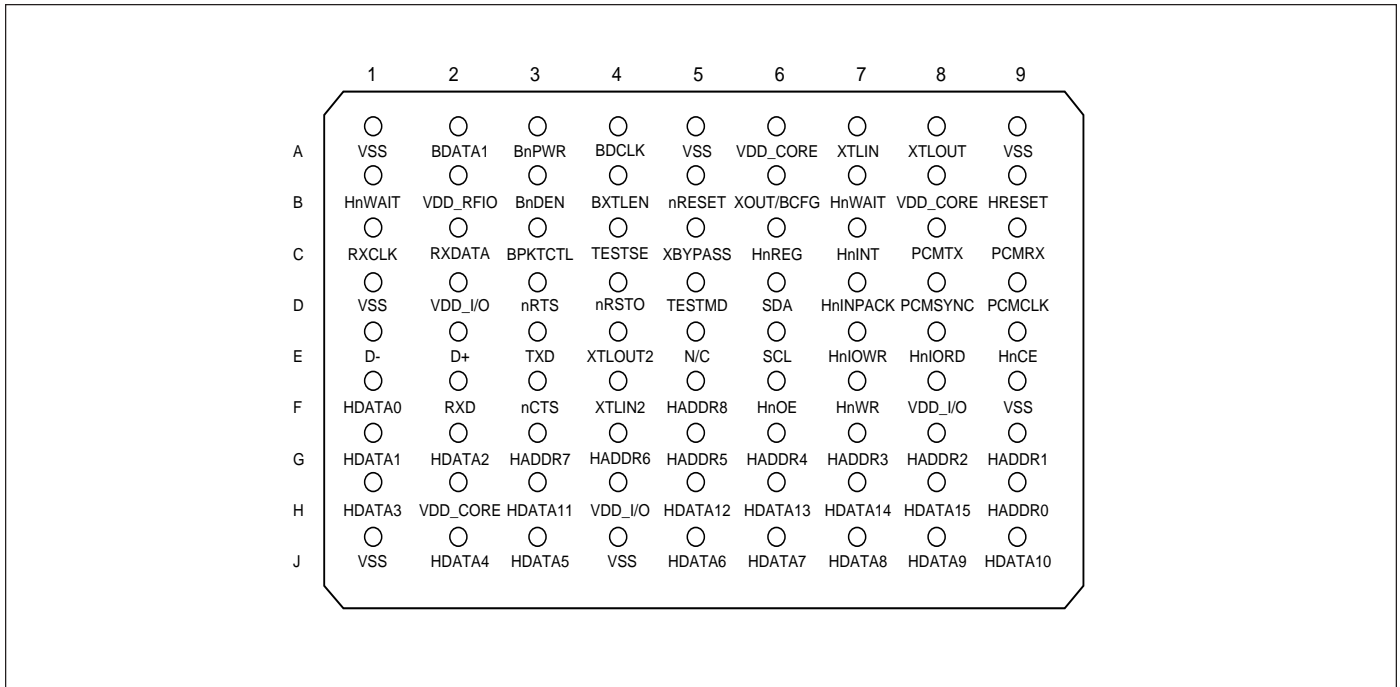 1 2 3 4 5 6 7 8 9
A VSS BDATA1 BnPWR BDCLK VSS VDD_CORE XTLIN XTLOUT VSS
B HnWAIT VDD_RFIO BnDEN BXTLEN nRESET XOUT/BCFG HnWAIT VDD_CORE HRESET
C RXCLK RXDATA BPKTCTL TESTSE XBYPASS HnREG HnINT PCMTX PCMRX
D VSS VDD_I/O nRTS nRSTO TESTMD SDA HnINPACK PCMSYNC PCMCLK
E D- D+ TXD XTLOUT2 N/C SCL HnIOWR HnIORD HnCE
F HDATA0 RXD nCTS XTLIN2 HADDR8 HnOE HnWR VDD_I/O VSS
G HDATA1 HDATA2 HADDR7 HADDR6 HADDR5 HADDR4 HADDR3 HADDR2 HADDR1
H HDATA3 VDD_CORE HDATA11 VDD_I/O HDATA12 HDATA13 HDATA14 HDATA15 HADDR0
J VSS HDATA4 HDATA5 VSS HDATA6 HDATA7 HDATA8 HDATA9 HDATA10